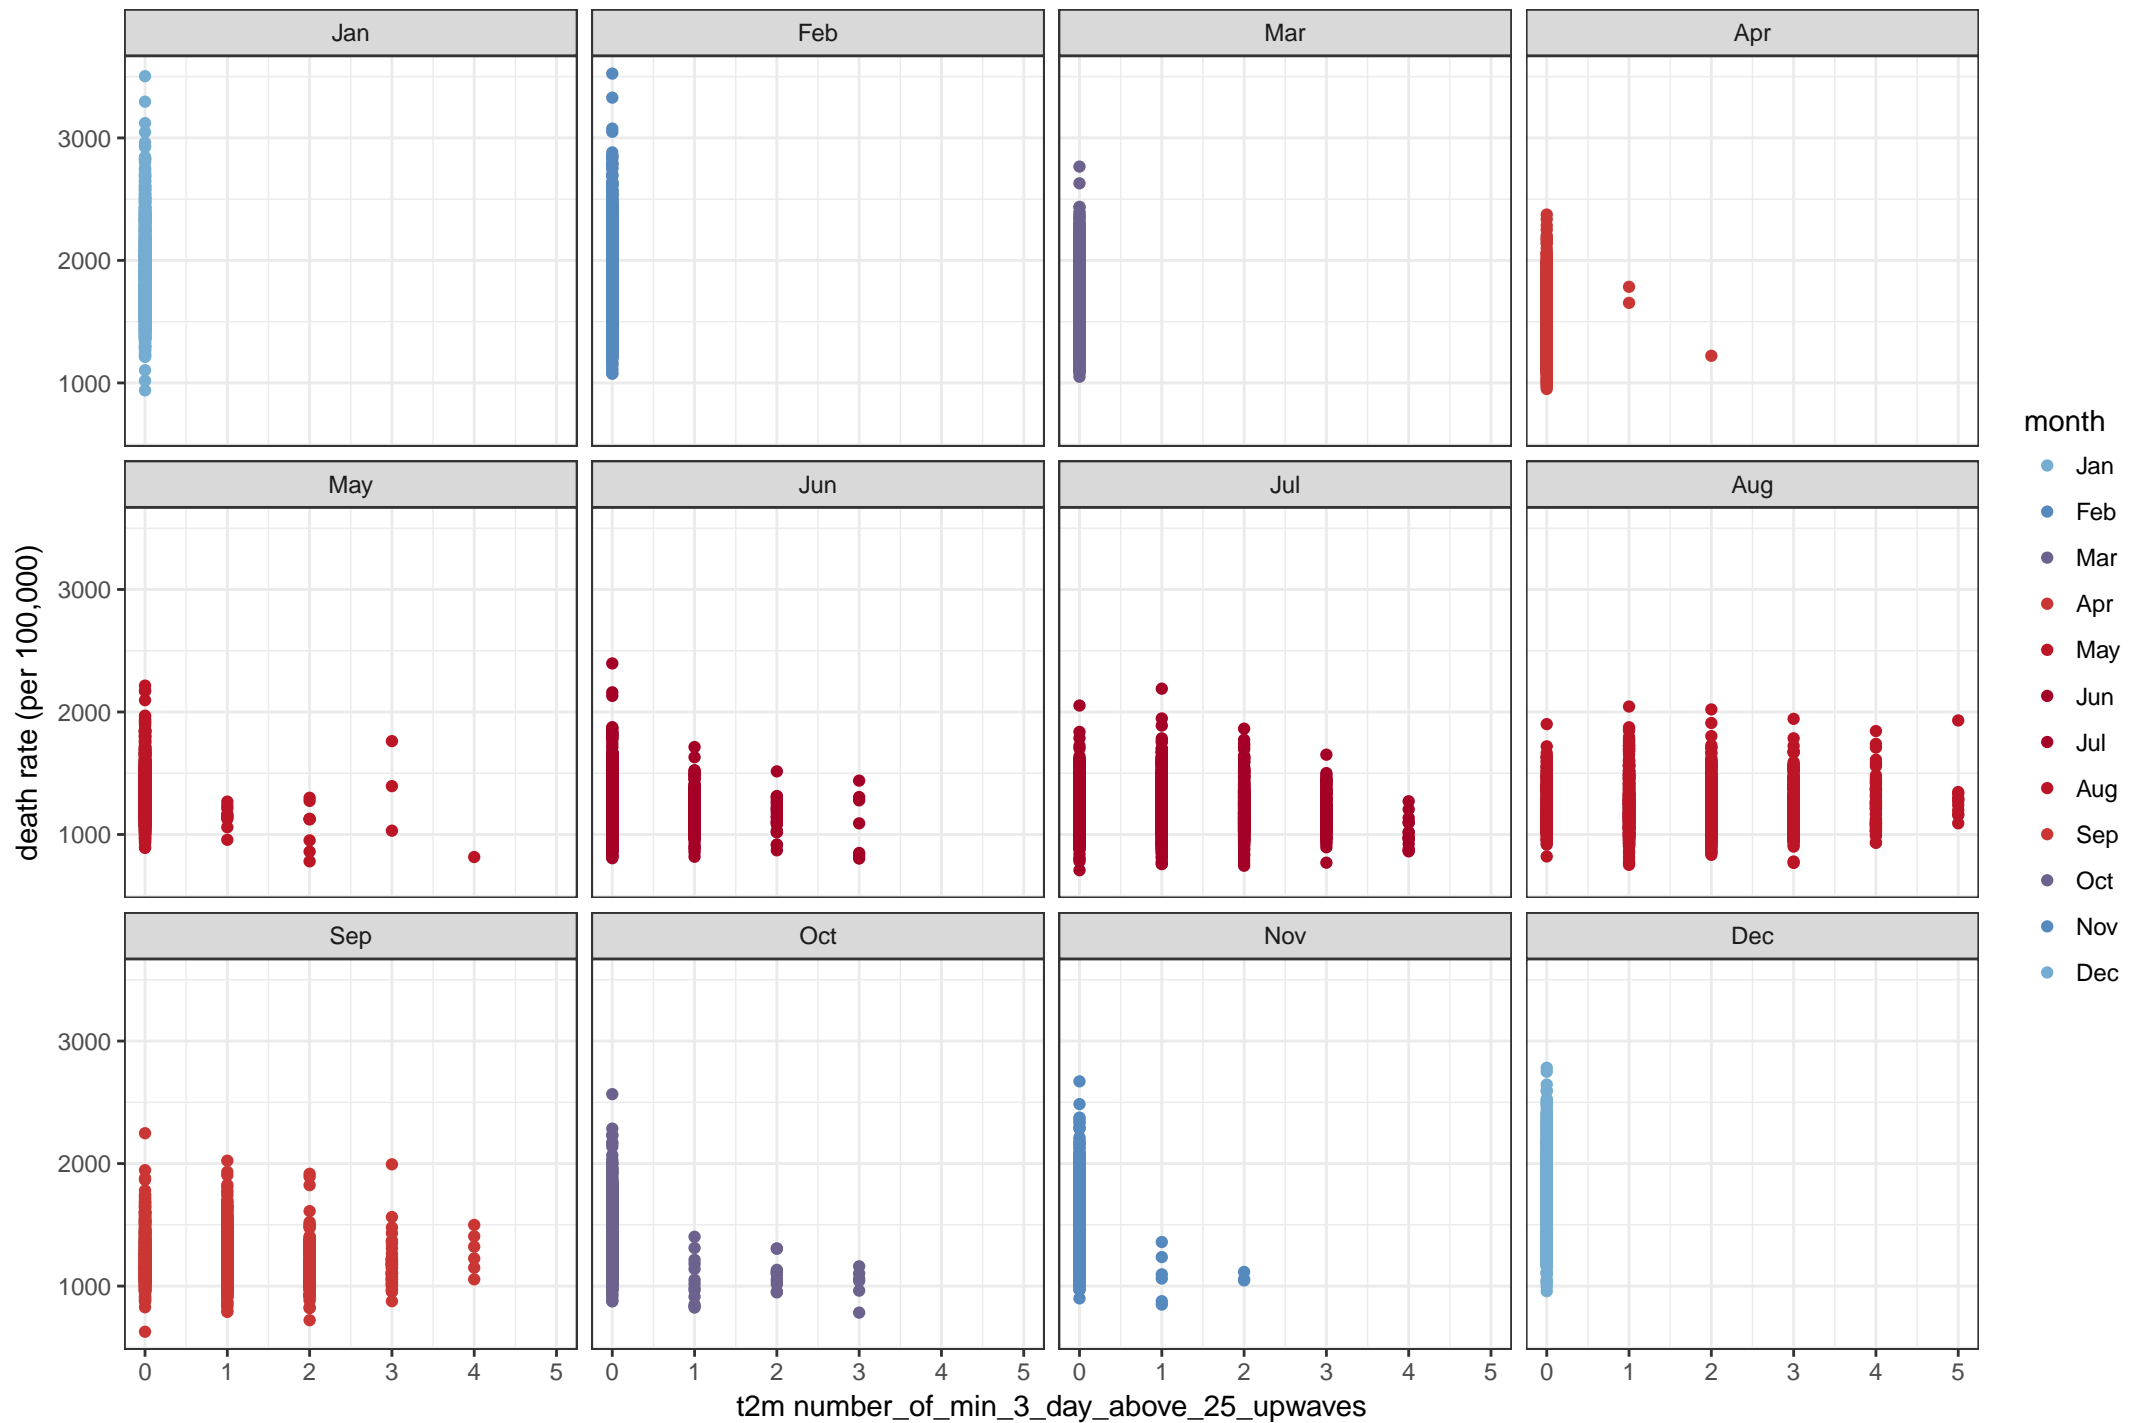 Jan Feb Mar Apr
3000
2000
1000
May Jun Jul Aug
3000
2000
1000
Sep Oct Nov Dec
3000
2000
1000
0 1 2 3 4 5 0 1 2 3 4 5 0 1 2 3 4 5 0 1 2 3 4 5
t2m number_of_min_3_day_above_25_upwaves
death rate (per 100,000)
month
Jan
Feb
Mar
Apr
May
Jun
Jul
Aug
Sep
Oct
Nov
Dec